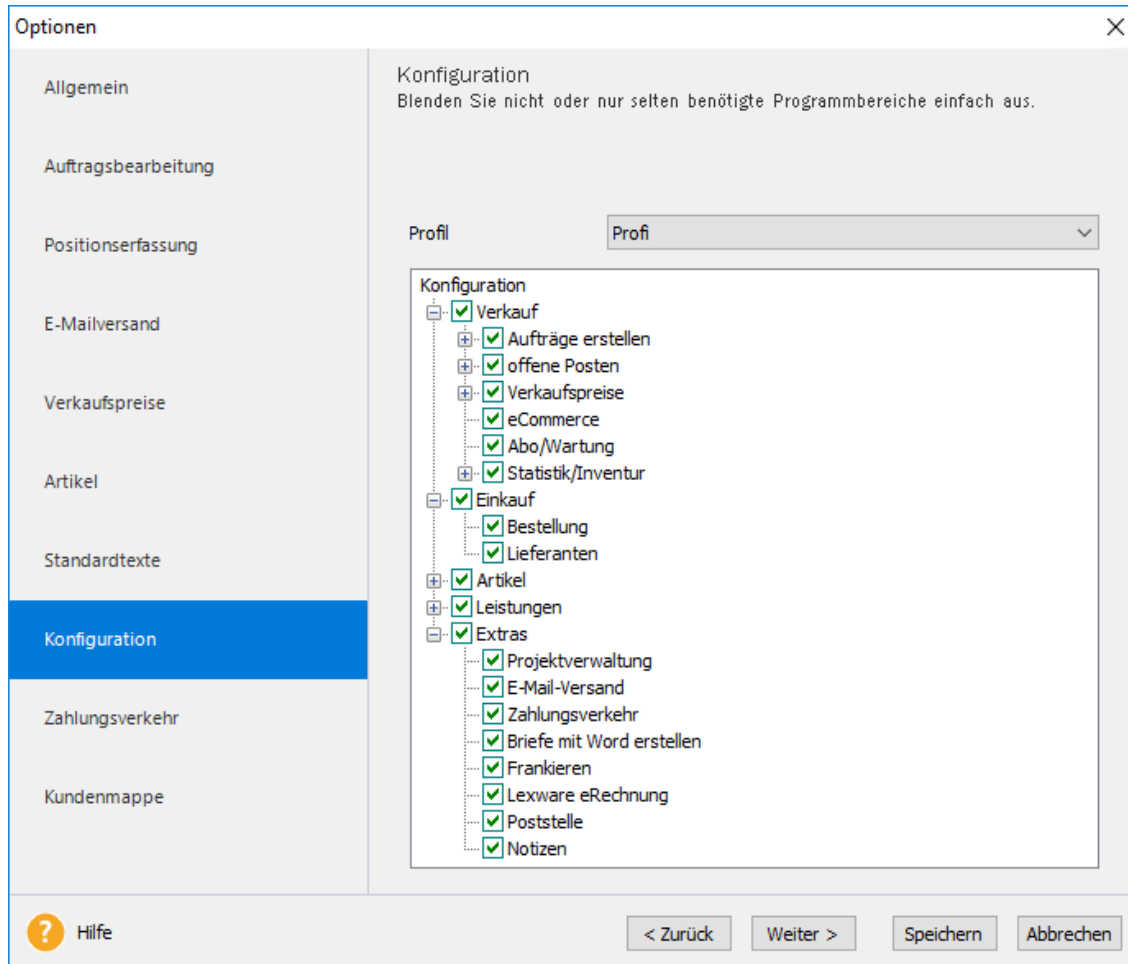 Optionen
Allgemein
Auftragsbearbeitung
Positionserfassung
E-Mailversand
Verkaufspreise
Artikel
Standardtexte
Konfiguration
Zahlungsverkehr
Kundenmappe
Konfiguration
Blenden Sie nicht oder nur selten benötigte Programmbereiche einfach aus.
Profil Profi
Konfiguration
Verkauf
Aufträge erstellen
offene Posten
Verkaufspreise
eCommerce
Abo/Wartung
Statistik/Inventur
Einkauf
Bestellung
Lieferanten
Artikel
Leistungen
Extras
Projektverwaltung
E-Mail-Versand
Zahlungsverkehr
Briefe mit Word erstellen
Frankieren
Lexware eRechnung
Poststelle
Notizen
? Hilfe < Zurück Weiter > Speichern Abbrechen